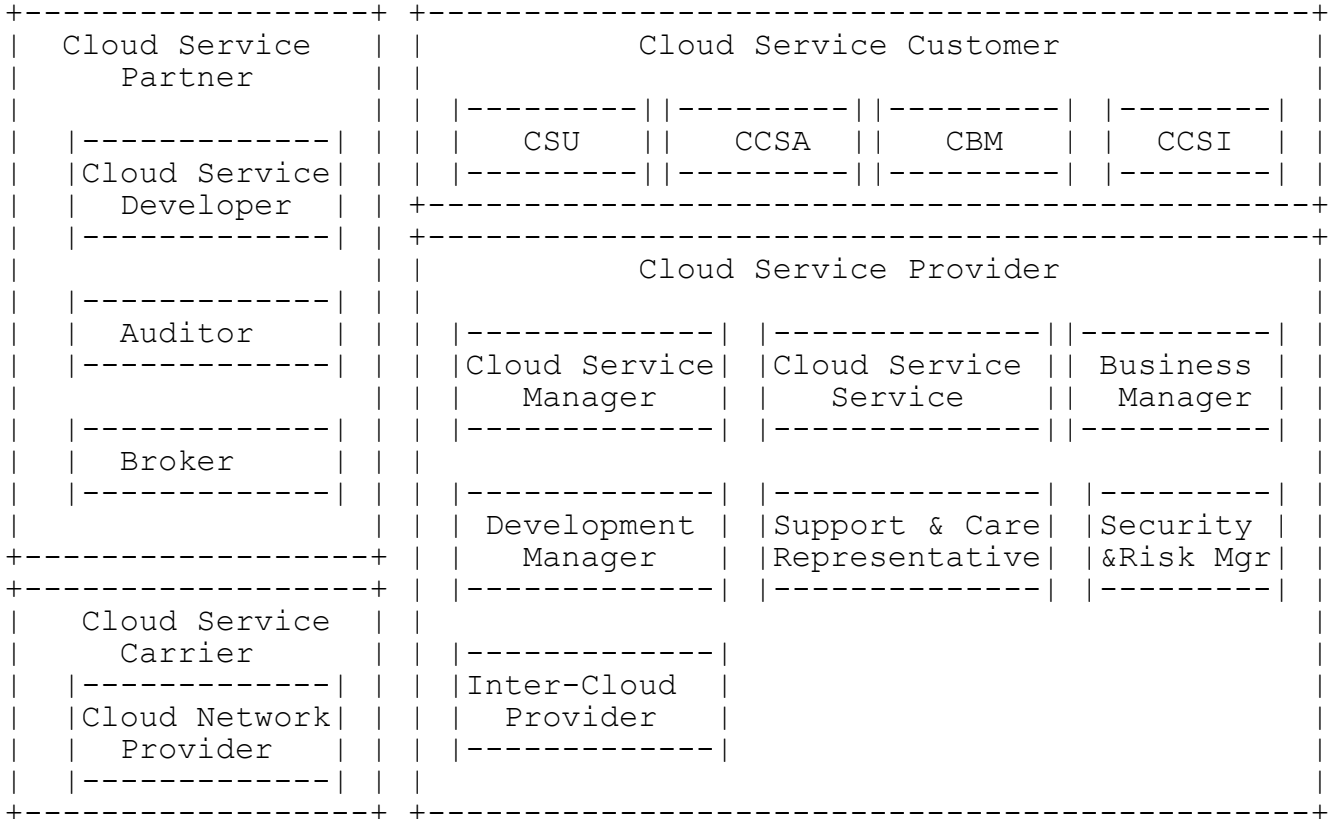 Cloud Service
Partner
Cloud Service
Developer
Auditor
Broker
Cloud Service Customer
CSU
CCSA
CBM
CCSI
Cloud Service Provider
Cloud Service
Manager
Cloud Service
Service
Business
Manager
Development
Manager
Support & Care
Representative
Security
&Risk Mgr
Inter-Cloud
Provider
Cloud Service
Carrier
Cloud Network
Provider